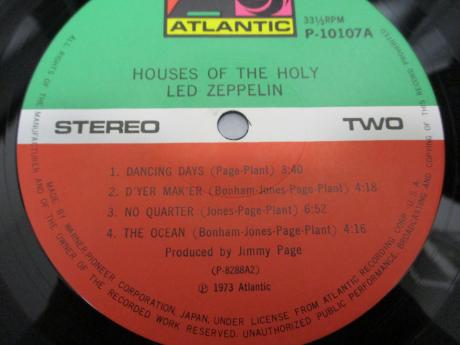 ATLANTIC
33⅓RPM
P-10107A
HOUSES OF THE HOLY
LED ZEPPELIN
STEREO TWO
1. DANCING DAYS (Page-Plant) 3:40
2. D'YER MAK'ER (Bonham-Jones-Page-Plant) 4:18
3. NO QUARTER (Jones-Page-Plant) 6:52
4. THE OCEAN (Bonham-Jones-Page-Plant) 4:16
Produced by Jimmy Page
(P-8288A2)
℗ 1973 Atlantic
ALL RIGHTS OF THE MANUFACTURER AND OF THE OWNER OF THE RECORDED WORK RESERVED. UNAUTHORIZED PUBLIC PERFORMANCE, BROADCASTING AND COPYING OF THIS RECORD PROHIBITED
MADE BY WARNER-PIONEER CORPORATION, JAPAN, UNDER LICENSE FROM ATLANTIC RECORDING CORP. U.S.A.